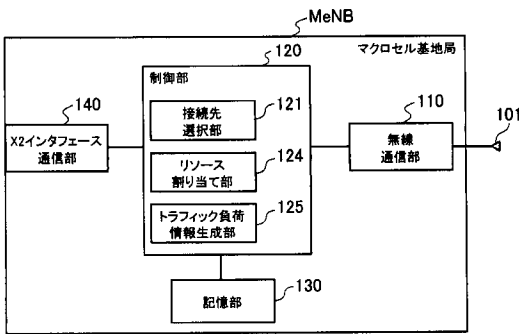 MeNB
マクロセル基地局
120
制御部
140
X2インタフェース
通信部
接続先
選択部
121
110
無線
通信部
101
リソース
割り当て部
124
トラフィック負荷
情報生成部
125
記憶部
130